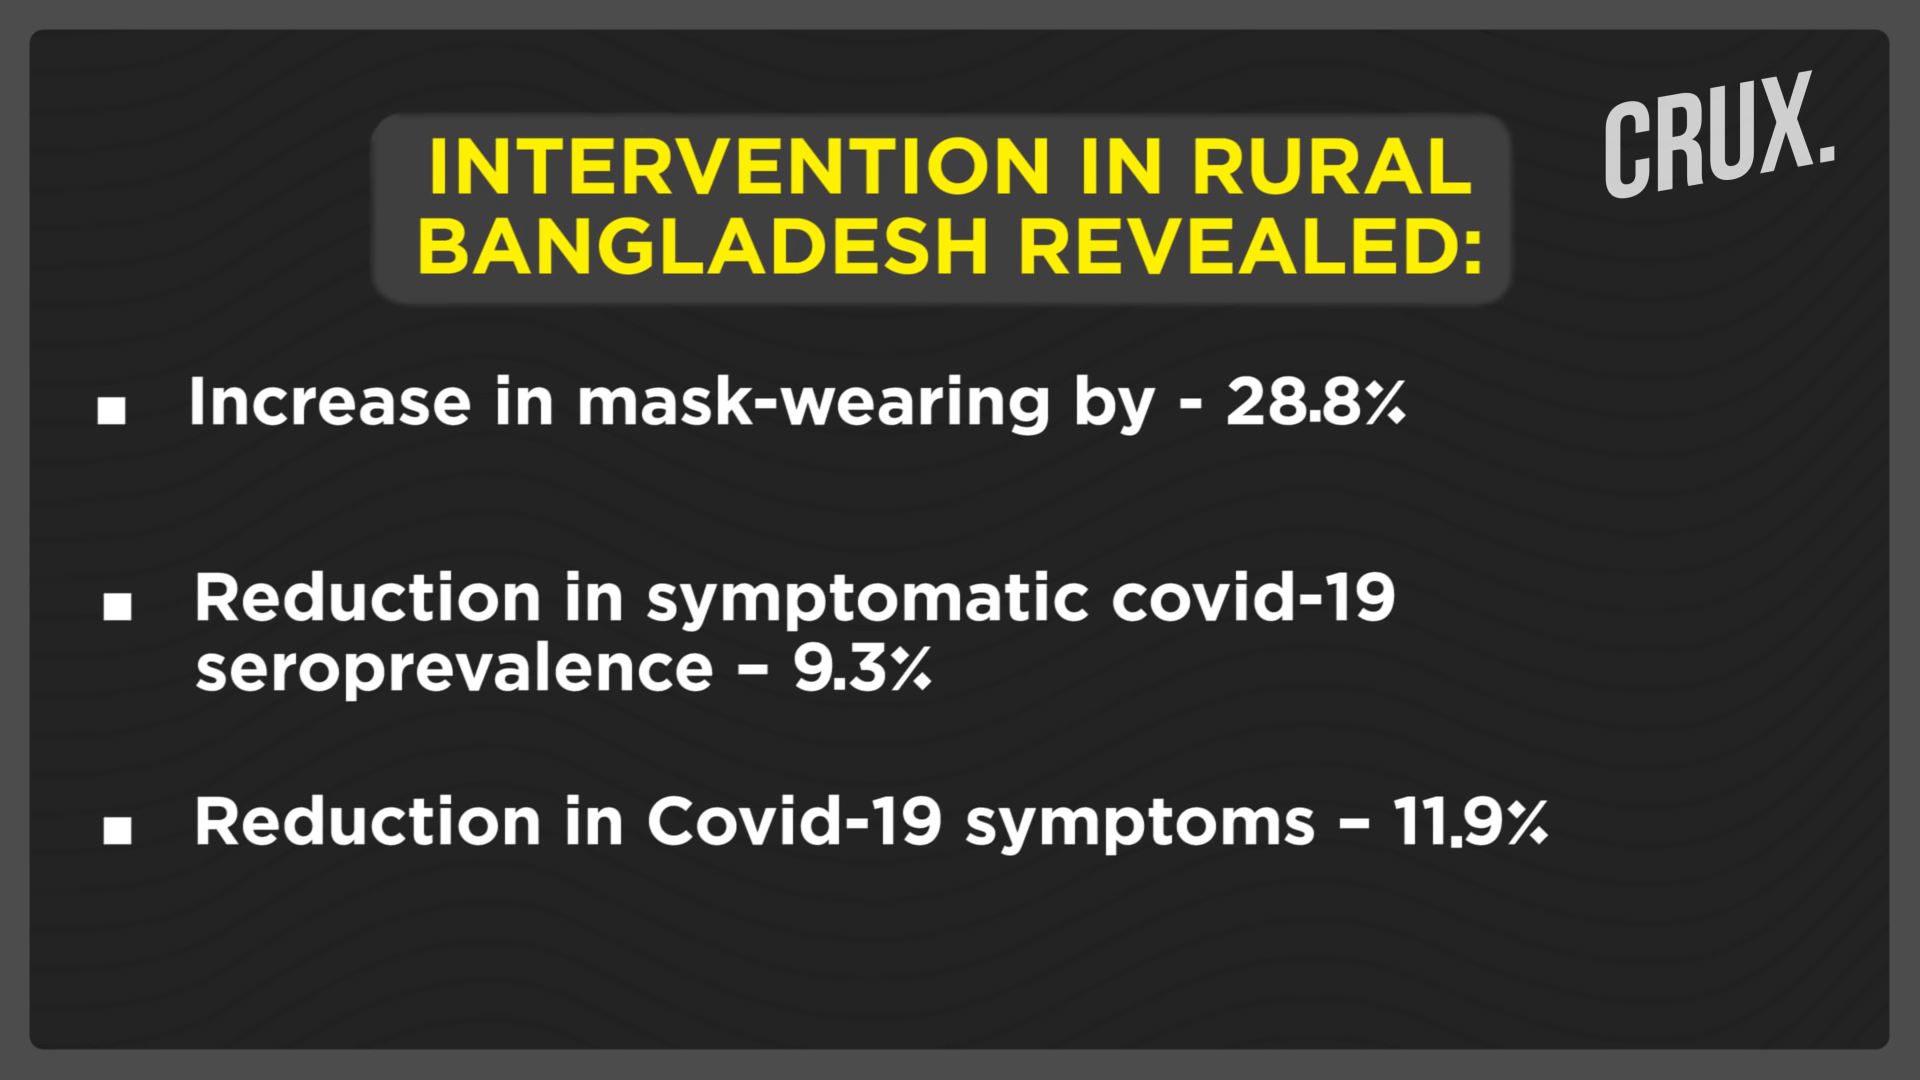 CRUX.
INTERVENTION IN RURAL
BANGLADESH REVEALED:
▪ Increase in mask-wearing by - 28.8%
▪ Reduction in symptomatic covid-19
seroprevalence – 9.3%
▪ Reduction in Covid-19 symptoms – 11.9%